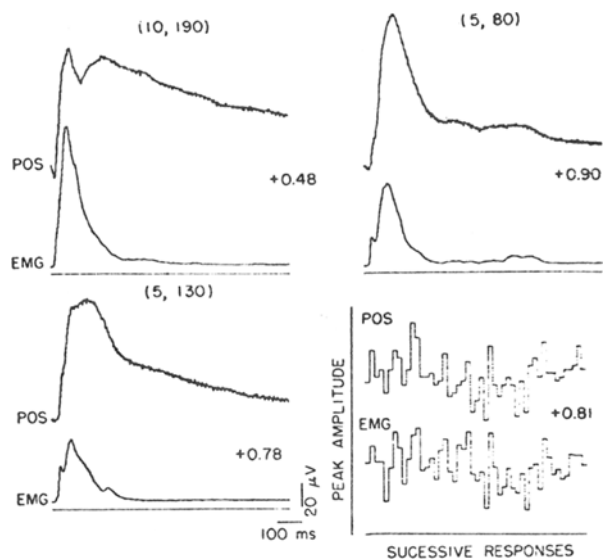 (10, 190)
POS
+0.48
EMG
(5, 80)
+0.90
(5, 130)
POS
+0.78
EMG
20 μV
100 ms
POS
+0.81
EMG
PEAK AMPLITUDE
SUCESSIVE RESPONSES